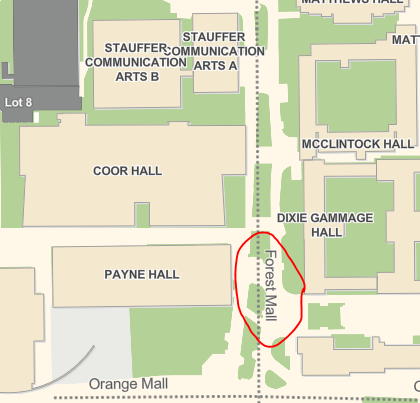 MATTHEWS HALL
STAUFFER
COMMUNICATION
ARTS B
STAUFFER
COMMUNICATION
ARTS A
MATT
Lot 8
MCCLINTOCK HALL
COOR HALL
DIXIE GAMMAGE
HALL
PAYNE HALL
Forest Mall
Orange Mall